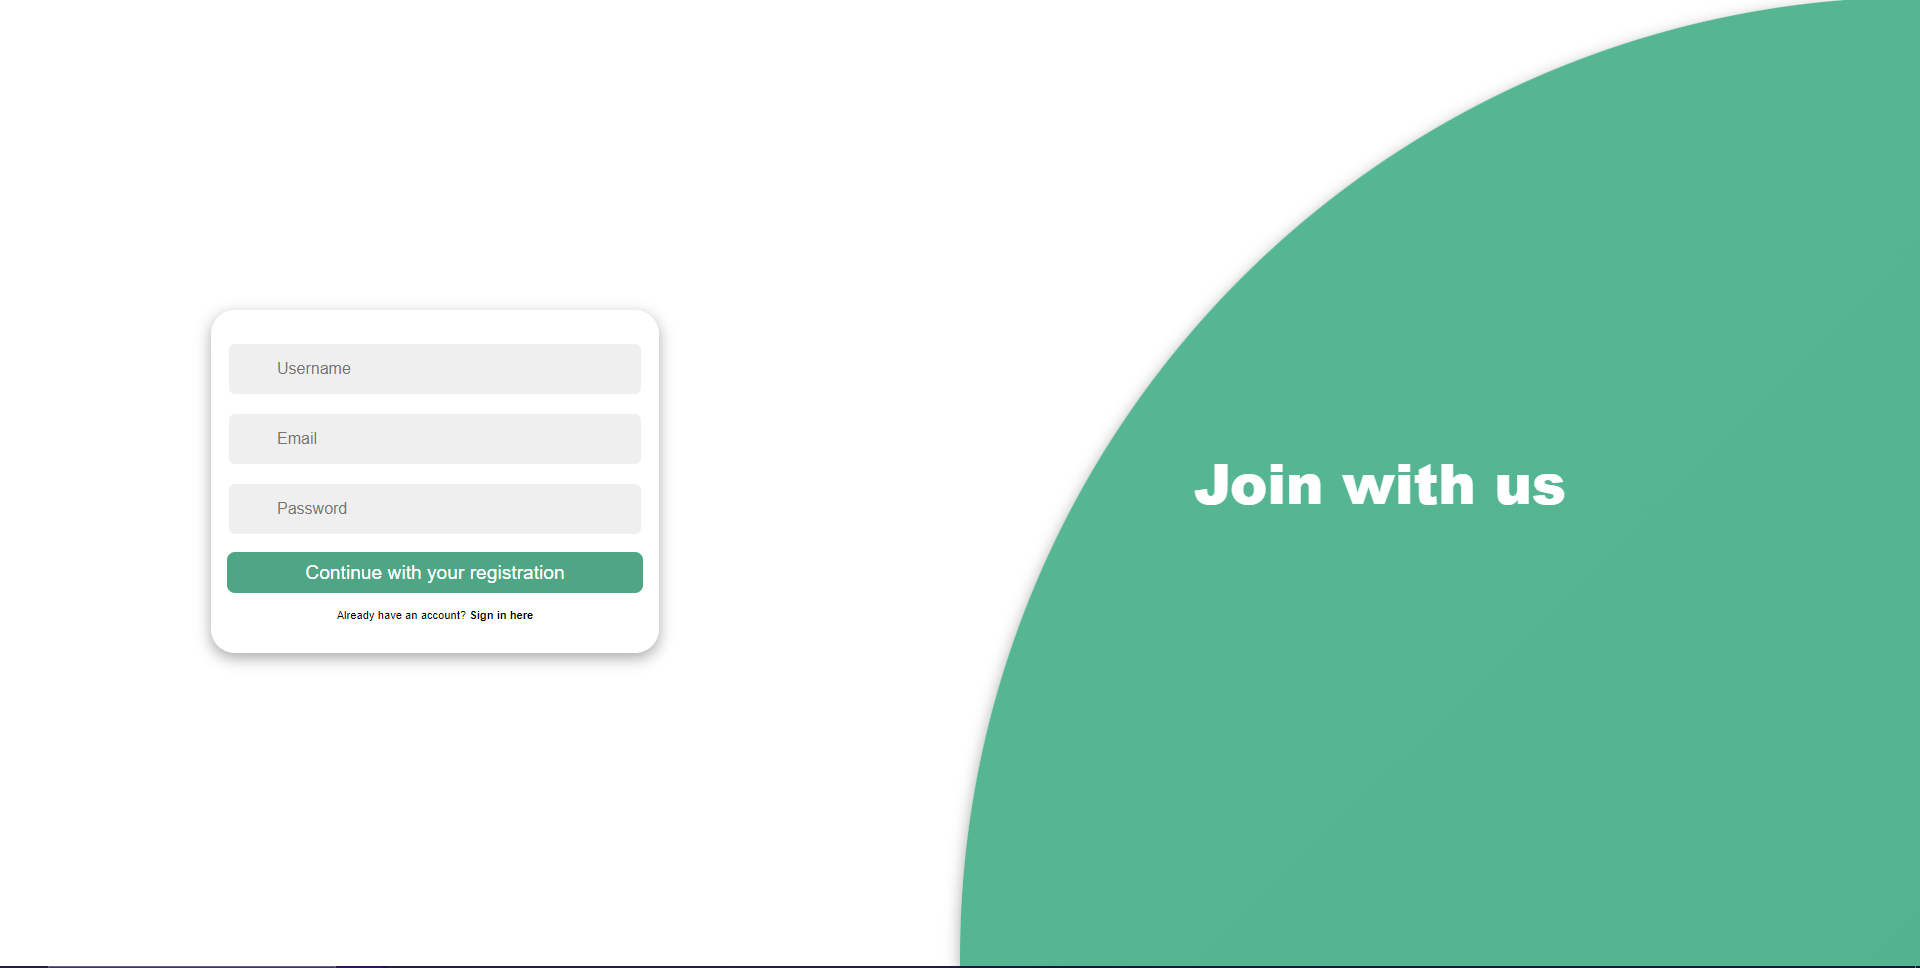 Username
Email
Password
Continue with your registration
Already have an account? Sign in here
Join with us